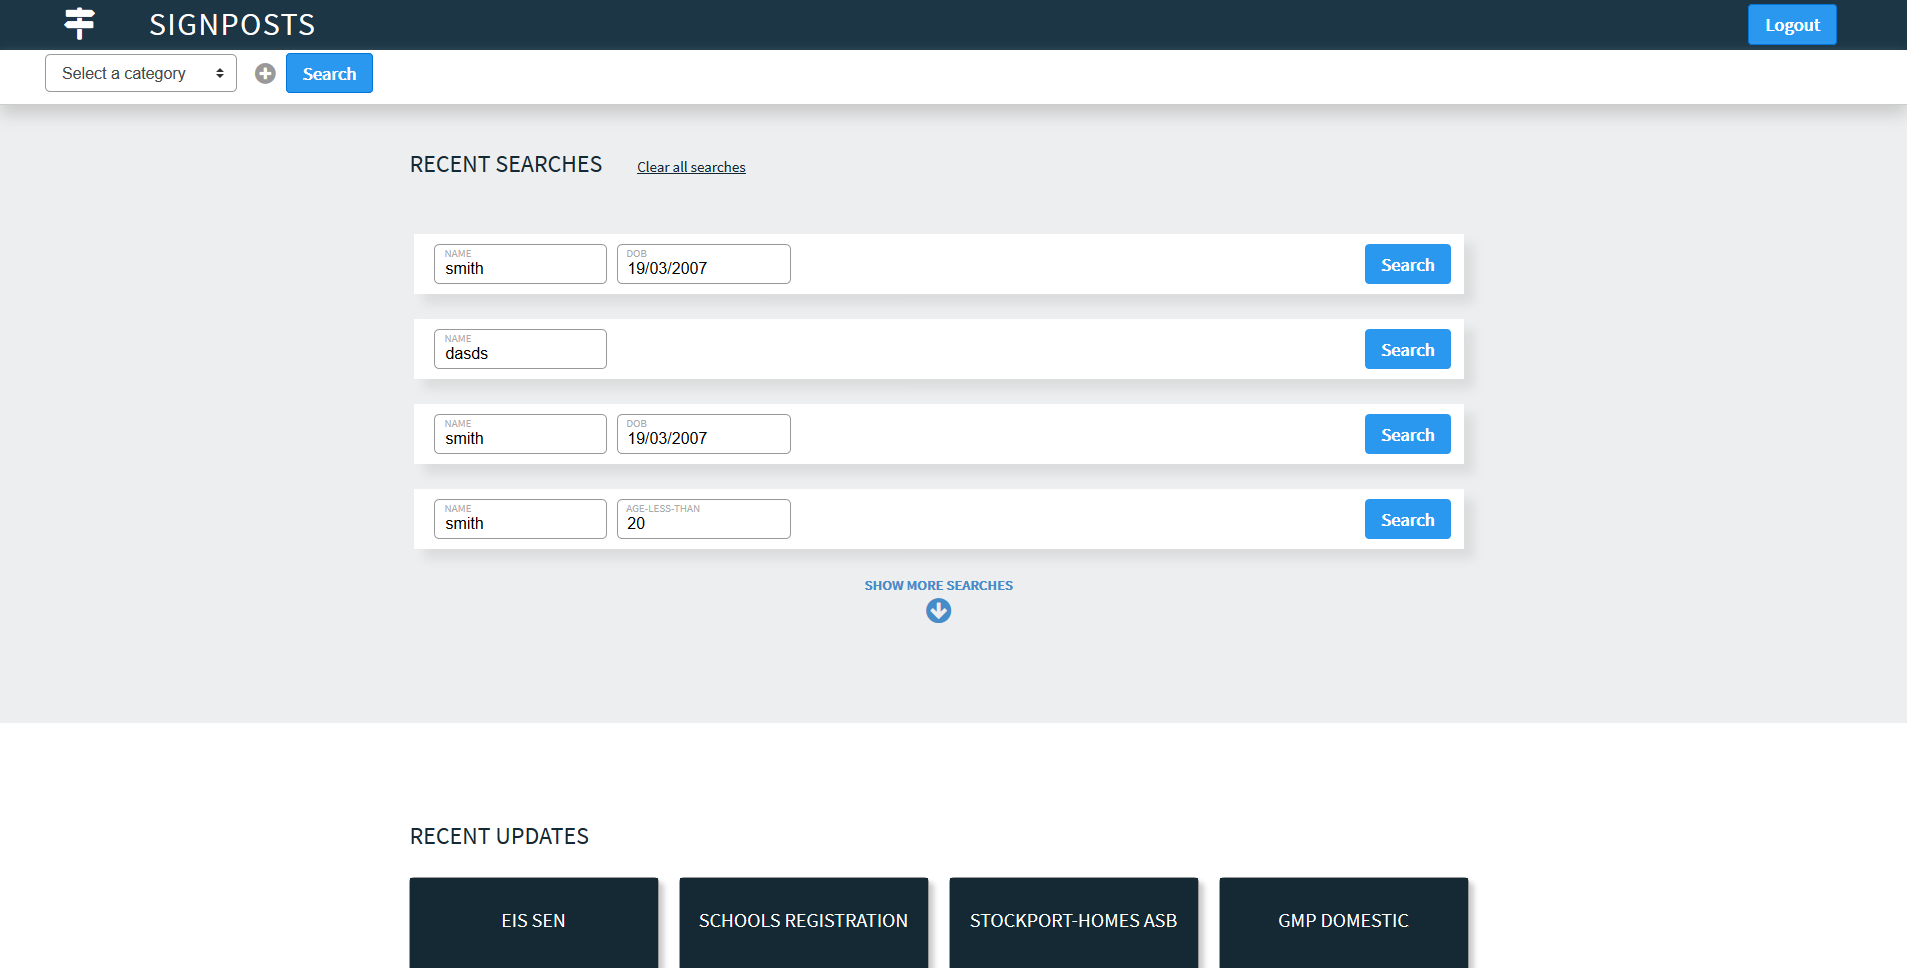 SIGNPOSTS
Logout
Select a category
Search
RECENT SEARCHES
Clear all searches
NAME
smith
DOB
19/03/2007
Search
NAME
dasds
Search
NAME
smith
DOB
19/03/2007
Search
NAME
smith
AGE-LESS-THAN
20
Search
SHOW MORE SEARCHES
RECENT UPDATES
EIS SEN
SCHOOLS REGISTRATION
STOCKPORT-HOMES ASB
GMP DOMESTIC